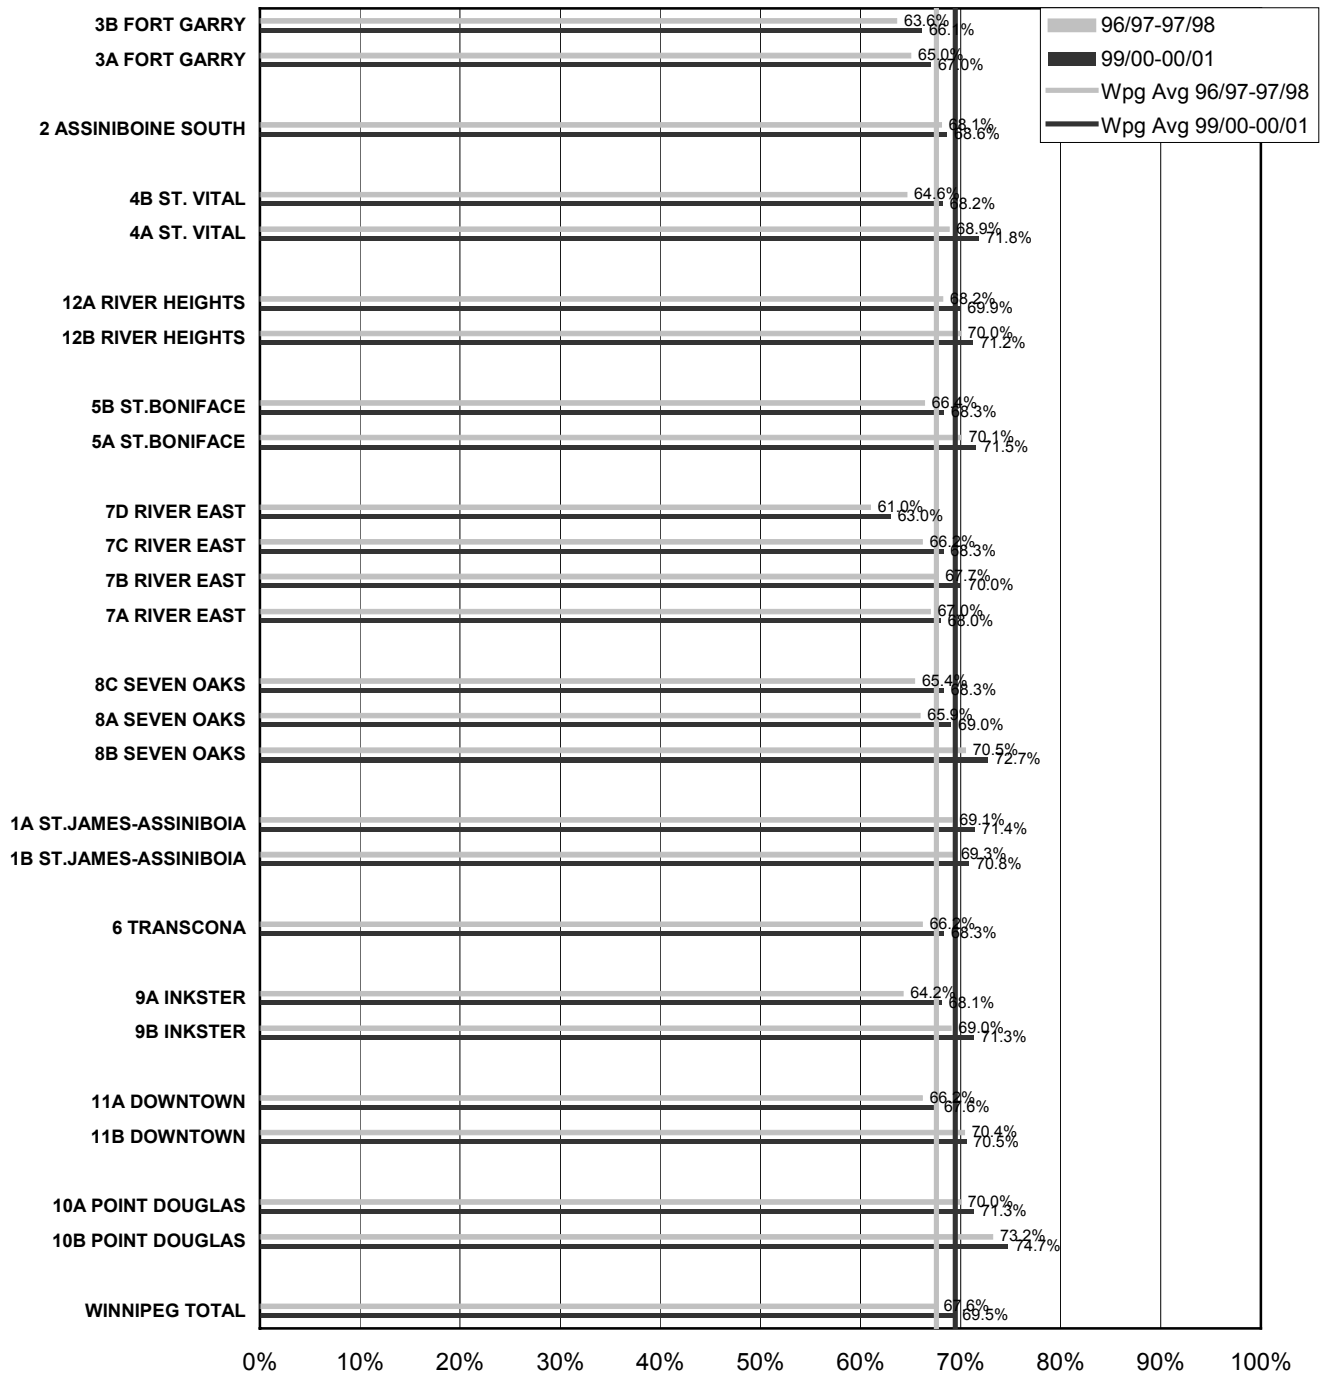 96/97-97/98
99/00-00/01
Wpg Avg 96/97-97/98
Wpg Avg 99/00-00/01
3B FORT GARRY 63.6%
66.1%
3A FORT GARRY 65.0%
67.0%
2 ASSINIBOINE SOUTH 68.1%
68.6%
4B ST. VITAL 64.6%
68.2%
4A ST. VITAL 68.9%
71.8%
12A RIVER HEIGHTS 68.2%
69.9%
12B RIVER HEIGHTS 70.0%
71.2%
5B ST.BONIFACE 66.4%
68.3%
5A ST.BONIFACE 70.1%
71.5%
7D RIVER EAST 61.0%
63.0%
7C RIVER EAST 66.2%
68.3%
7B RIVER EAST 67.7%
70.0%
7A RIVER EAST 67.0%
68.0%
8C SEVEN OAKS 65.4%
68.3%
8A SEVEN OAKS 65.9%
69.0%
8B SEVEN OAKS 70.5%
72.7%
1A ST.JAMES-ASSINIBOIA 69.1%
71.4%
1B ST.JAMES-ASSINIBOIA 69.3%
70.8%
6 TRANSCONA 66.2%
68.3%
9A INKSTER 64.2%
68.1%
9B INKSTER 69.0%
71.3%
11A DOWNTOWN 66.2%
67.6%
11B DOWNTOWN 70.4%
70.5%
10A POINT DOUGLAS 70.0%
71.3%
10B POINT DOUGLAS 73.2%
74.7%
WINNIPEG TOTAL 67.6%
69.5%
0% 10% 20% 30% 40% 50% 60% 70% 80% 90% 100%